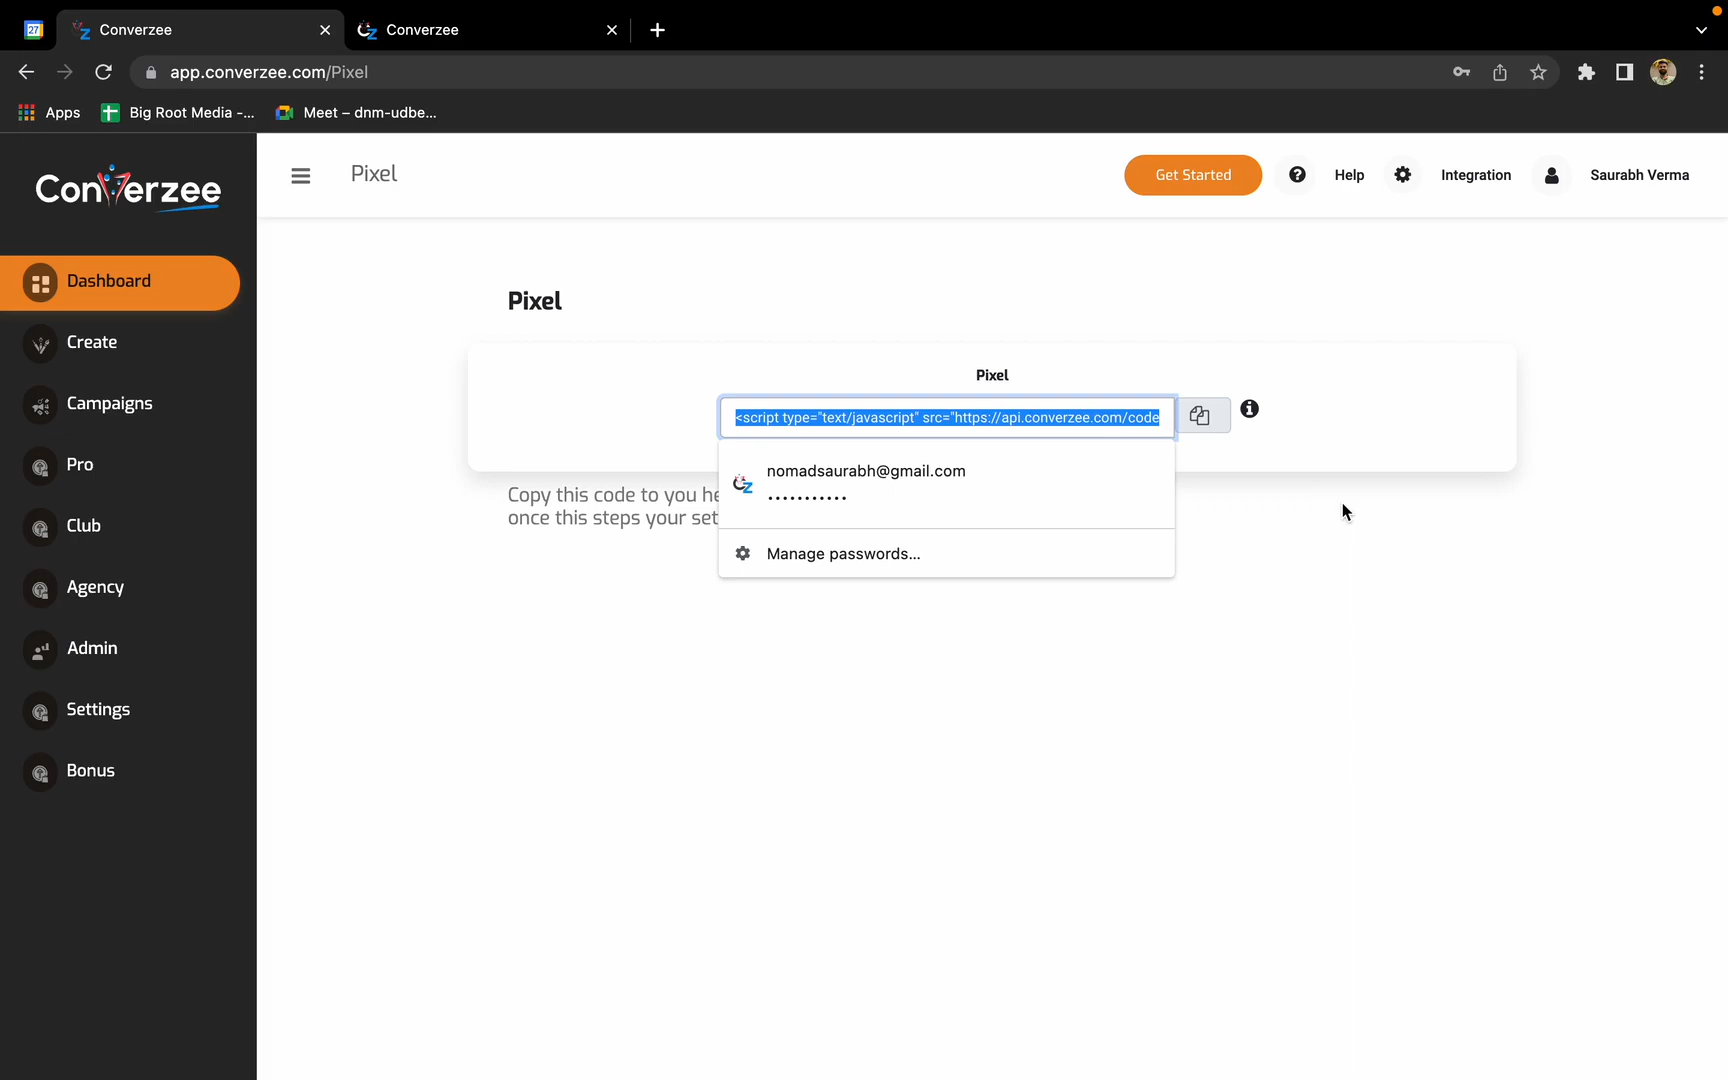 27
Converzee
Converzee
app.converzee.com/Pixel
Apps
Big Root Media -...
Meet – dnm-udbe...
Converzee
Pixel
Get Started
Help
Integration
Saurabh Verma
Dashboard
Create
Campaigns
Pro
Club
Agency
Admin
Settings
Bonus
Pixel
Pixel
<script type="text/javascript" src="https://api.converzee.com/code
nomadsaurabh@gmail.com
•••••••••••
Copy this code to you he
once this steps your set
Manage passwords...